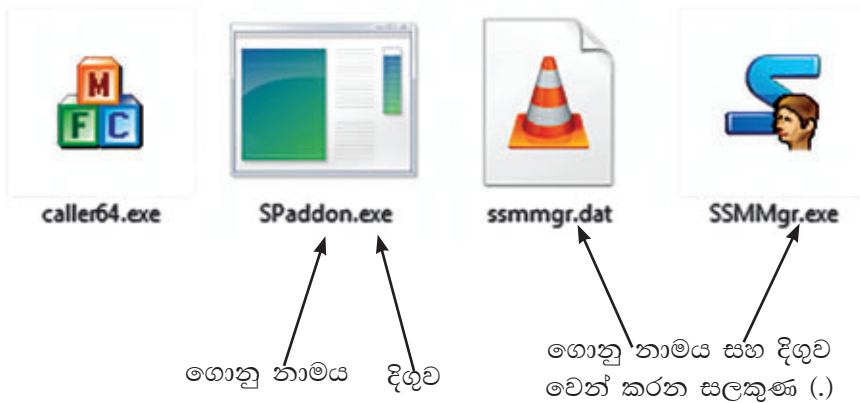 M
F C
caller64.exe SPaddon.exe ssmmgr.dat SSMMgr.exe
ගොනු නාමය දිගුව
ගොනු නාමය සහ දිගුව
වෙන් කරන සලකුණ (.)